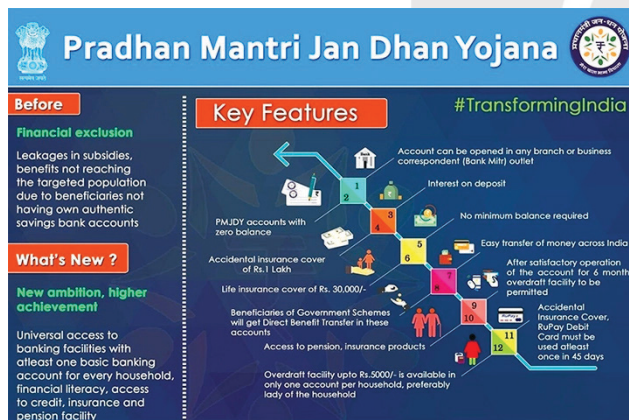 Pradhan Mantri Jan Dhan Yojana
Before
Financial exclusion
Leakages in subsidies,
benefits not reaching
the targeted population
due to beneficiaries not
having own authentic
savings bank accounts
What's New ?
New ambition, higher
achievement
Universal access to
banking facilities with
atleast one basic banking
account for every household,
financial literacy, access
to credit, insurance and
pension facility
Key Features
#TransformingIndia
1
Account can be opened in any branch or business
correspondent (Bank Mitr) outlet
2
PMJDY accounts with
zero balance
3
Interest on deposit
4
Accidental insurance cover
of Rs.1 Lakh
5
No minimum balance required
6
Life insurance cover of Rs. 30,000/-
7
Easy transfer of money across India
8
Beneficiaries of Government Schemes
will get Direct Benefit Transfer in these
accounts
9
After satisfactory operation
of the account for 6 month
overdraft facility to be
permitted
10
Access to pension, insurance products
11
Accidental
Insurance Cover,
RuPay Debit
Card must be
used atleast
once in 45 days
12
Overdraft facility upto Rs.5000/- is available in
only one account per household, preferably
lady of the household